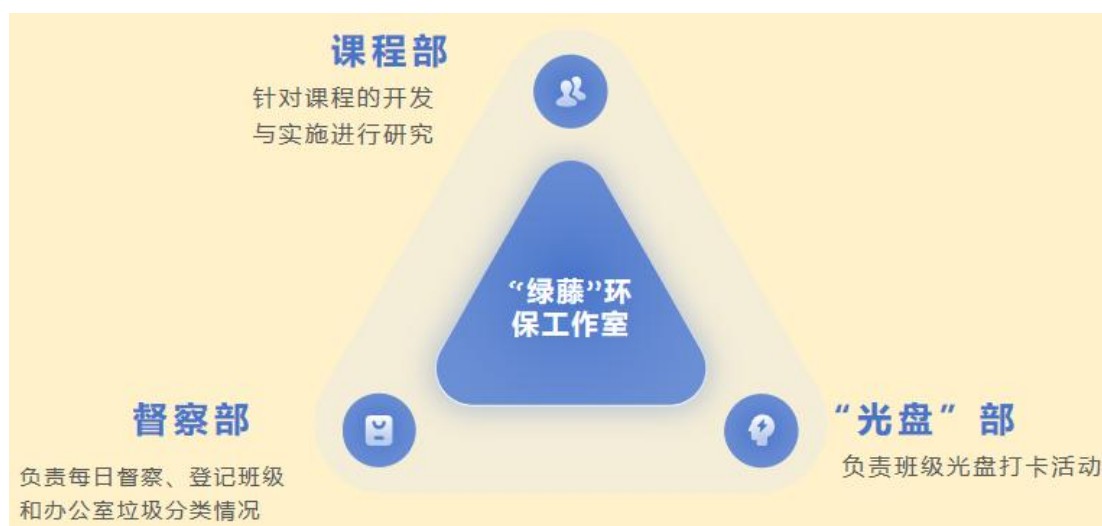 课程部
针对课程的开发
与实施进行研究
“绿藤”环
保工作室
督察部
负责每日督察、登记班级
和办公室垃圾分类情况
“光盘”部
负责班级光盘打卡活动